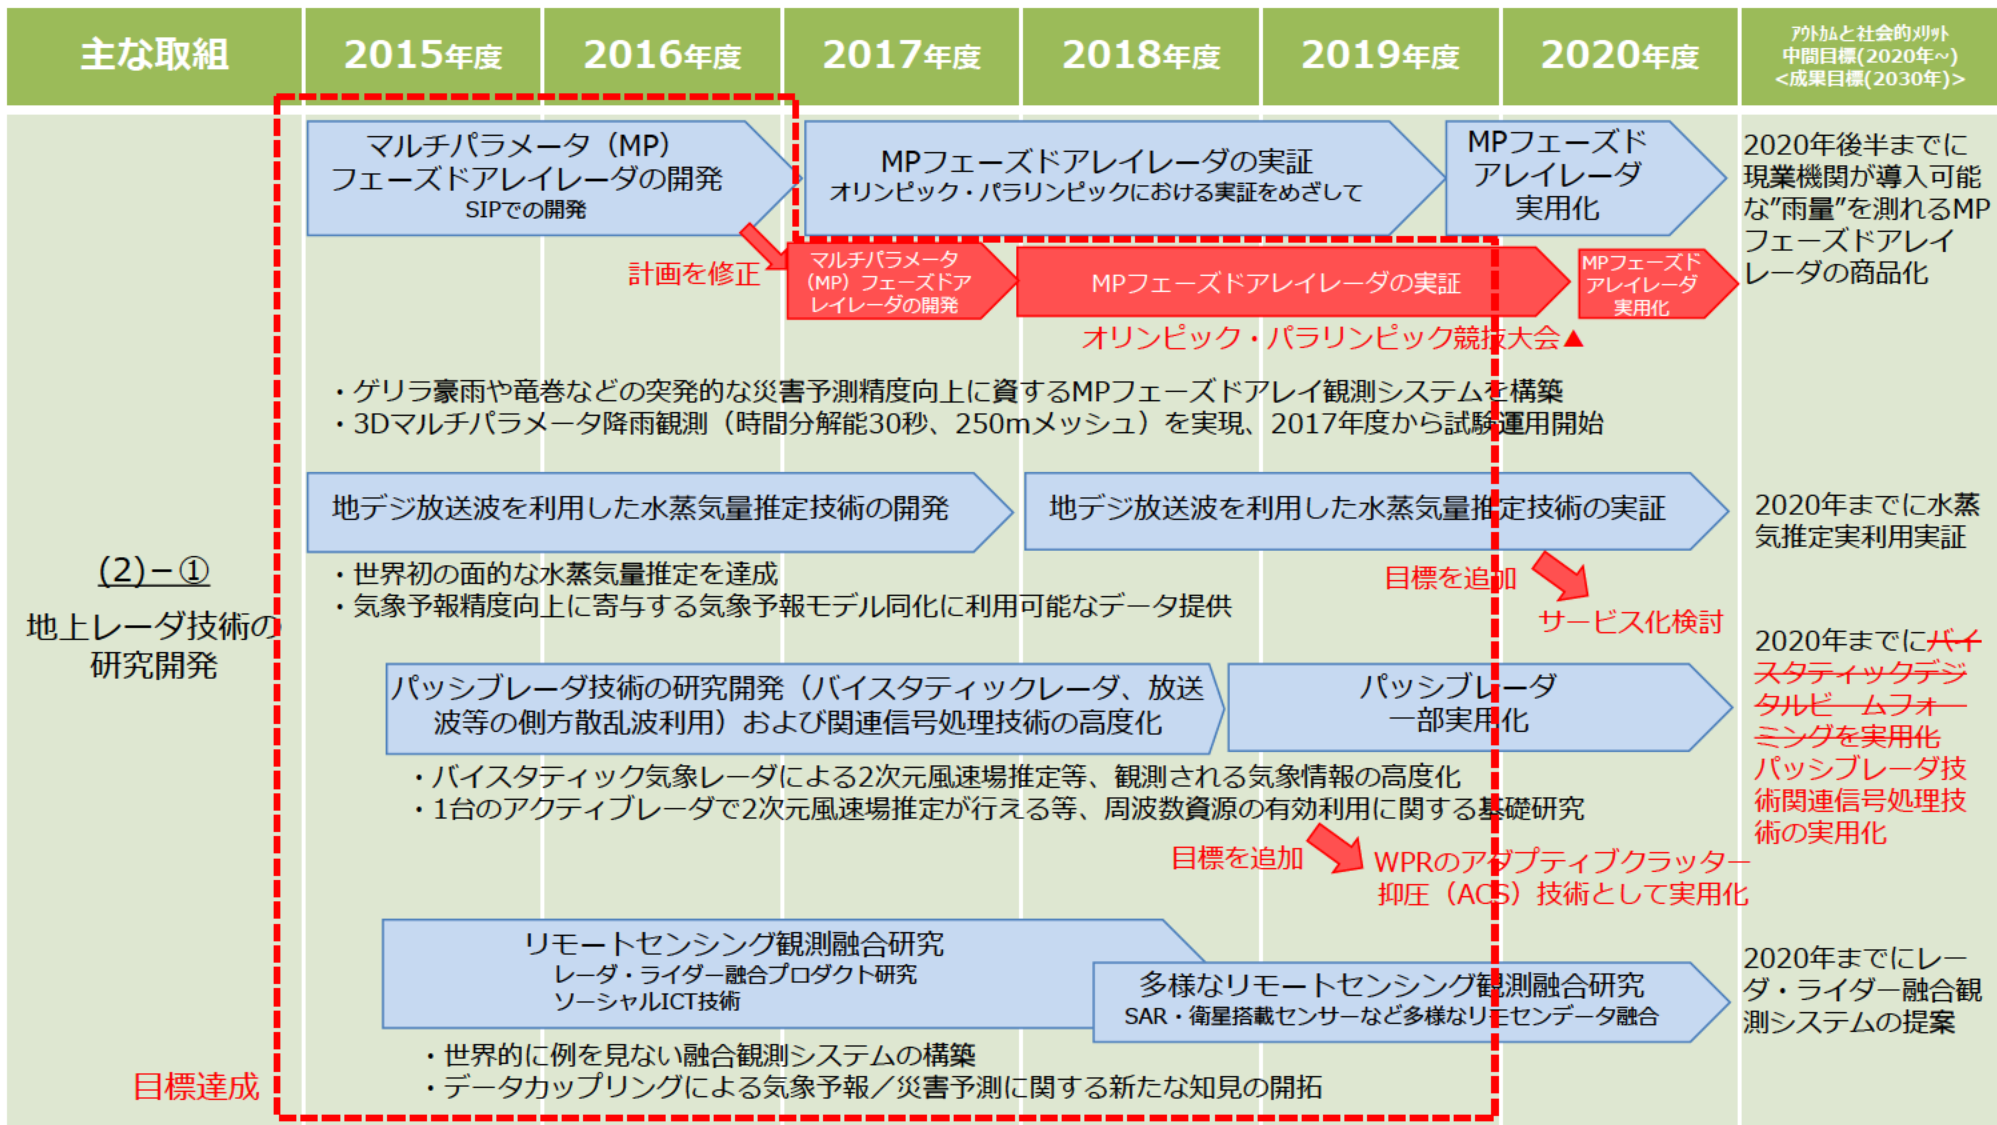 主な取組
2015年度
2016年度
2017年度
2018年度
2019年度
2020年度
ｱｳﾄｶﾑと社会的ﾒﾘｯﾄ
中間目標(2020年~)
<成果目標(2030年)>
(2)－①
地上レーダ技術の
研究開発
目標達成
マルチパラメータ（MP）
フェーズドアレイレーダの開発
SIPでの開発
MPフェーズドアレイレーダの実証
オリンピック・パラリンピックにおける実証をめざして
MPフェーズド
アレイレーダ
実用化
2020年後半までに
現業機関が導入可能
な”雨量”を測れるMP
フェーズドアレイ
レーダの商品化
計画を修正
マルチパラメータ
（MP）フェーズドア
レイレーダの開発
MPフェーズドアレイレーダの実証
MPフェーズド
アレイレーダ
実用化
オリンピック・パラリンピック競技大会▲
・ゲリラ豪雨や竜巻などの突発的な災害予測精度向上に資するMPフェーズドアレイ観測システムを構築
・3Dマルチパラメータ降雨観測（時間分解能30秒、250mメッシュ）を実現、2017年度から試験運用開始
地デジ放送波を利用した水蒸気量推定技術の開発
地デジ放送波を利用した水蒸気量推定技術の実証
2020年までに水蒸
気推定実利用実証
・世界初の面的な水蒸気量推定を達成
・気象予報精度向上に寄与する気象予報モデル同化に利用可能なデータ提供
目標を追加
サービス化検討
パッシブレーダ技術の研究開発（バイスタティックレーダ、放送
波等の側方散乱波利用）および関連信号処理技術の高度化
パッシブレーダ
一部実用化
2020年までにバイ
スタティックデジ
タルビームフォー
ミングを実用化
パッシブレーダ技
術関連信号処理技
術の実用化
・バイスタティック気象レーダによる2次元風速場推定等、観測される気象情報の高度化
・1台のアクティブレーダで2次元風速場推定が行える等、周波数資源の有効利用に関する基礎研究
目標を追加
WPRのアダプティブクラッター
抑圧（ACS）技術として実用化
リモートセンシング観測融合研究
レーダ・ライダー融合プロダクト研究
ソーシャルICT技術
多様なリモートセンシング観測融合研究
SAR・衛星搭載センサーなど多様なリモセンデータ融合
2020年までにレー
ダ・ライダー融合観
測システムの提案
・世界的に例を見ない融合観測システムの構築
・データカップリングによる気象予報／災害予測に関する新たな知見の開拓